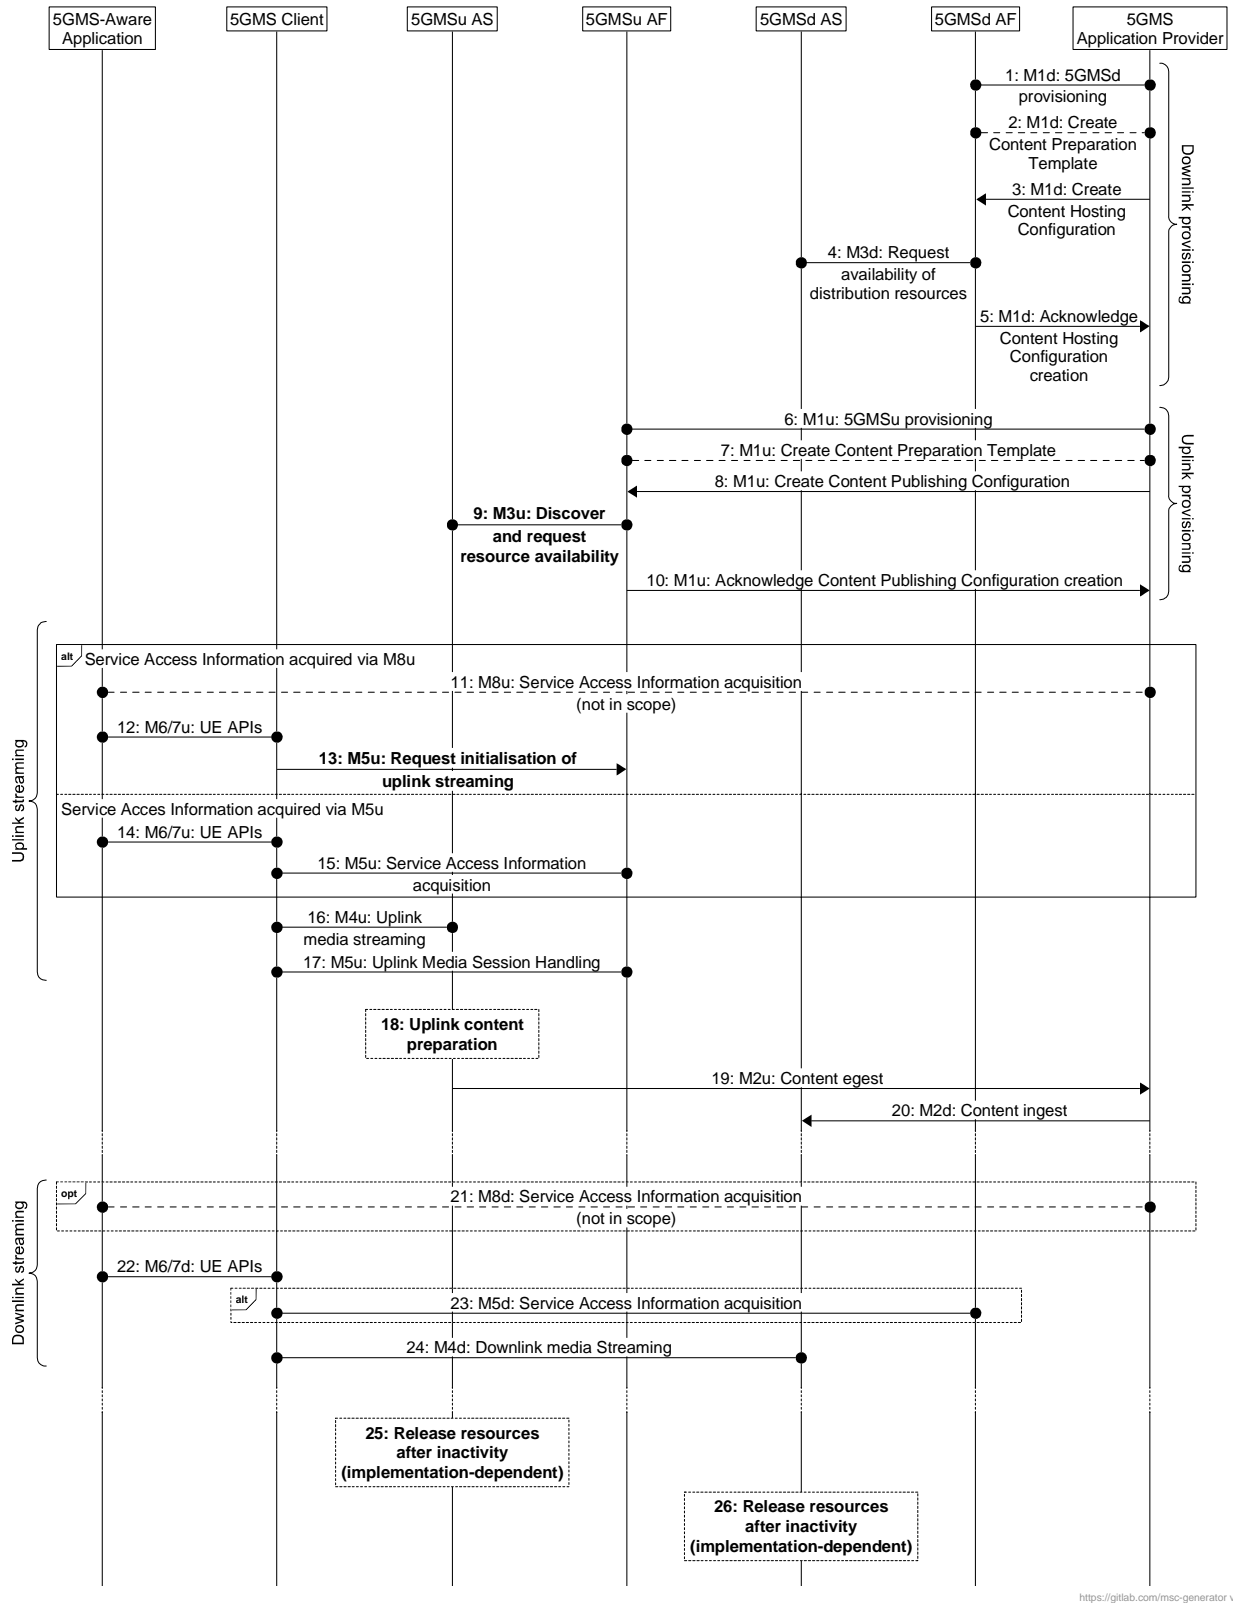 5GMS-Aware
Application
5GMS Client
5GMSu AS
5GMSu AF
5GMSd AS
5GMSd AF
5GMS
Application Provider
1: M1d: 5GMSd
provisioning
2: M1d: Create
Content Preparation
Template
3: M1d: Create
Content Hosting
Configuration
4: M3d: Request
availability of
distribution resources
5: M1d: Acknowledge
Content Hosting
Configuration
creation
Downlink provisioning
6: M1u: 5GMSu provisioning
7: M1u: Create Content Preparation Template
8: M1u: Create Content Publishing Configuration
9: M3u: Discover
and request
resource availability
10: M1u: Acknowledge Content Publishing Configuration creation
Uplink provisioning
Uplink streaming
alt
Service Access Information acquired via M8u
11: M8u: Service Access Information acquisition
(not in scope)
12: M6/7u: UE APIs
13: M5u: Request initialisation of
uplink streaming
Service Acces Information acquired via M5u
14: M6/7u: UE APIs
15: M5u: Service Access Information
acquisition
16: M4u: Uplink
media streaming
17: M5u: Uplink Media Session Handling
18: Uplink content
preparation
19: M2u: Content egest
20: M2d: Content ingest
Downlink streaming
opt
21: M8d: Service Access Information acquisition
(not in scope)
22: M6/7d: UE APIs
alt
23: M5d: Service Access Information acquisition
24: M4d: Downlink media Streaming
25: Release resources
after inactivity
(implementation-dependent)
26: Release resources
after inactivity
(implementation-dependent)
https://gitlab.com/msc-generator v